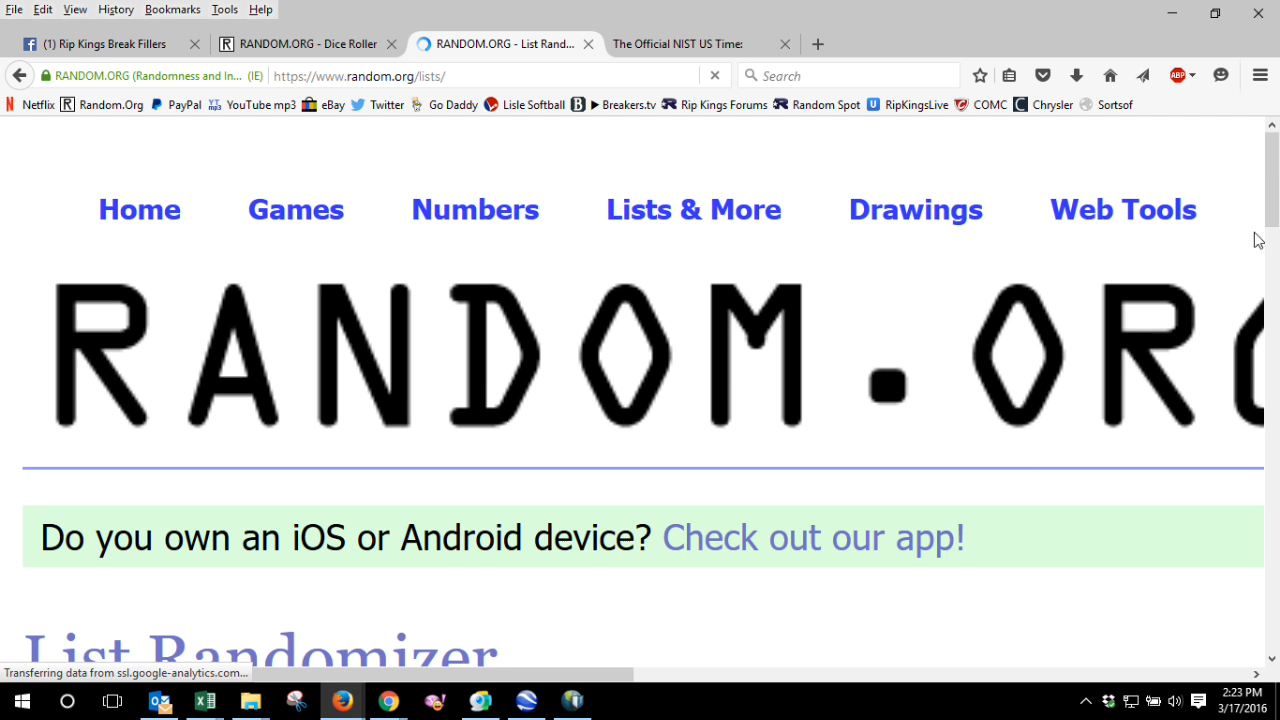 File Edit View History Bookmarks Tools Help
(1) Rip Kings Break Fillers RANDOM.ORG - Dice Roller RANDOM.ORG - List Rand... The Official NIST US Time:
RANDOM.ORG (Randomness and In... (IE) https://www.random.org/lists/ Search ABP
Netflix Random.Org PayPal YouTube mp3 eBay Twitter Go Daddy Lisle Softball Breakers.tv Rip Kings Forums Random Spot RipKingsLive COMC Chrysler Sortsof
Home Games Numbers Lists & More Drawings Web Tools
RANDOM.ORG
Do you own an iOS or Android device? Check out our app!
List Randomizer
Transferring data from ssl.google-analytics.com...
2:23 PM
3/17/2016